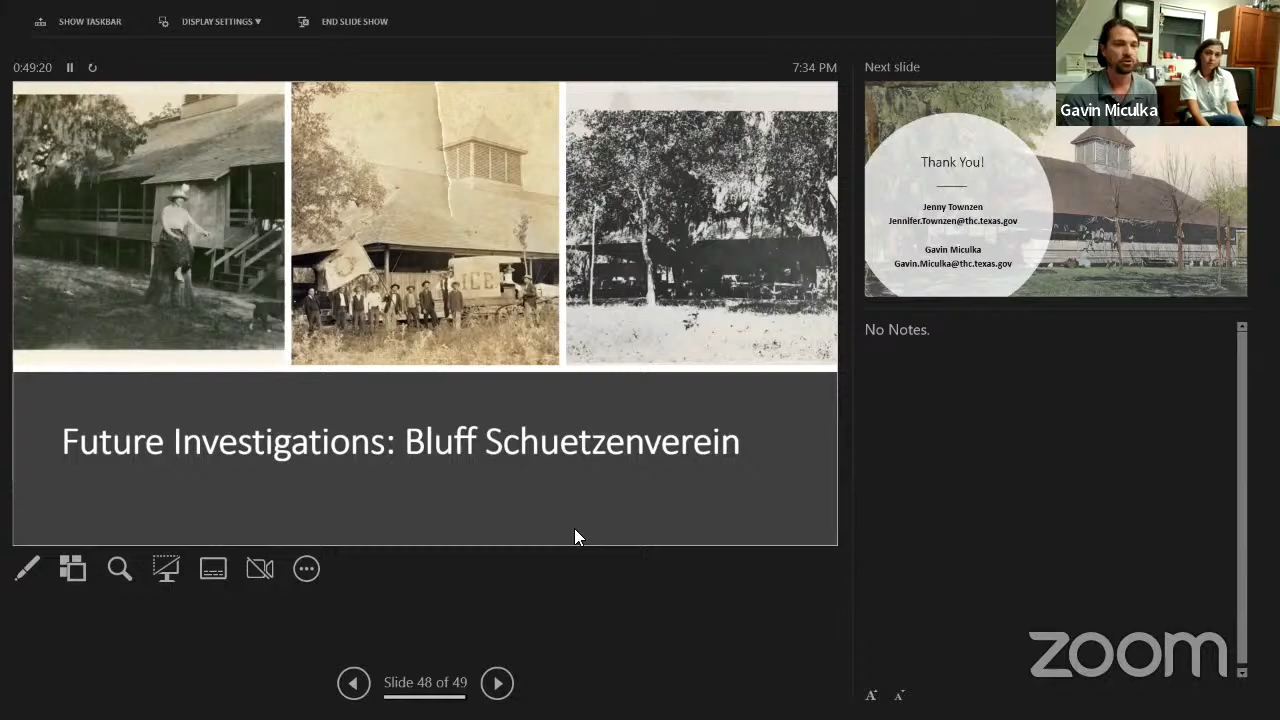 SHOW TASKBAR
DISPLAY SETTINGS ▼
END SLIDE SHOW
0:49:20
7:34 PM
Next slide
Gavin Miculka
ICE
Thank You!
Jenny Townzen
Jennifer.Townzen@thc.texas.gov
Gavin Miculka
Gavin.Miculka@thc.texas.gov
No Notes.
Future Investigations: Bluff Schuetzenverein
Slide 48 of 49
zoom
A
A